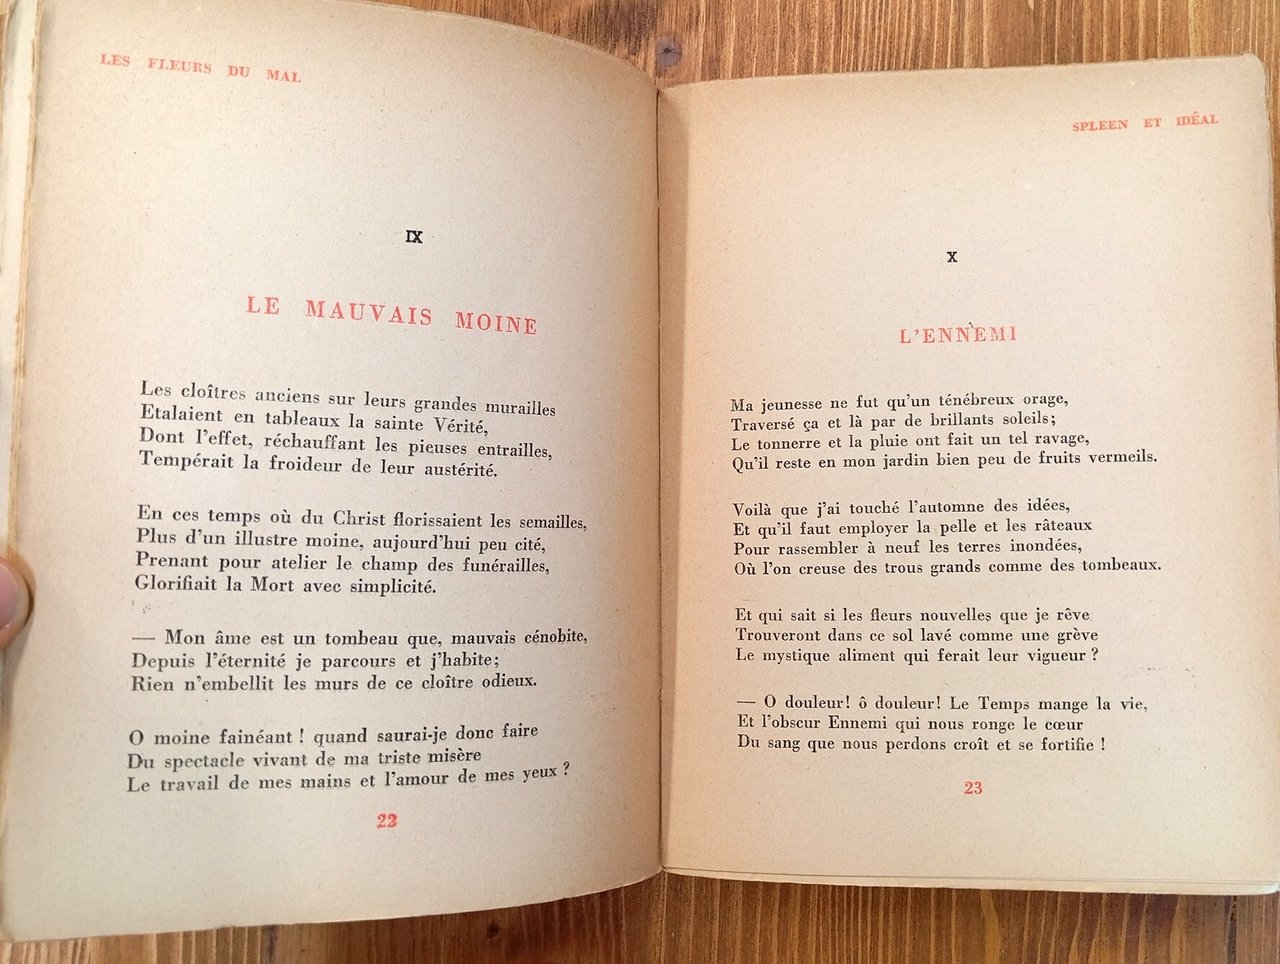 LES FLEURS DU MAL
IX
LE MAUVAIS MOINE
Les cloîtres anciens sur leurs grandes murailles
Etalaient en tableaux la sainte Vérité,
Dont l'effet, réchauffant les pieuses entrailles,
Tempérait la froideur de leur austérité.
En ces temps où du Christ florissaient les semailles,
Plus d'un illustre moine, aujourd'hui peu cité,
Prenant pour atelier le champ des funérailles,
Glorifiait la Mort avec simplicité.
— Mon âme est un tombeau que, mauvais cénobite,
Depuis l'éternité je parcours et j'habite;
Rien n'embellit les murs de ce cloître odieux.
O moine fainéant ! quand saurai-je donc faire
Du spectacle vivant de ma triste misère
Le travail de mes mains et l'amour de mes yeux ?
22
SPLEEN ET IDÉAL
X
L'ENNEMI
Ma jeunesse ne fut qu'un ténébreux orage,
Traversé ça et là par de brillants soleils;
Le tonnerre et la pluie ont fait un tel ravage,
Qu'il reste en mon jardin bien peu de fruits vermeils.
Voilà que j'ai touché l'automne des idées,
Et qu'il faut employer la pelle et les râteaux
Pour rassembler à neuf les terres inondées,
Où l'on creuse des trous grands comme des tombeaux.
Et qui sait si les fleurs nouvelles que je rêve
Trouveront dans ce sol lavé comme une grève
Le mystique aliment qui ferait leur vigueur ?
— O douleur! ô douleur! Le Temps mange la vie,
Et l'obscur Ennemi qui nous ronge le cœur
Du sang que nous perdons croît et se fortifie !
23